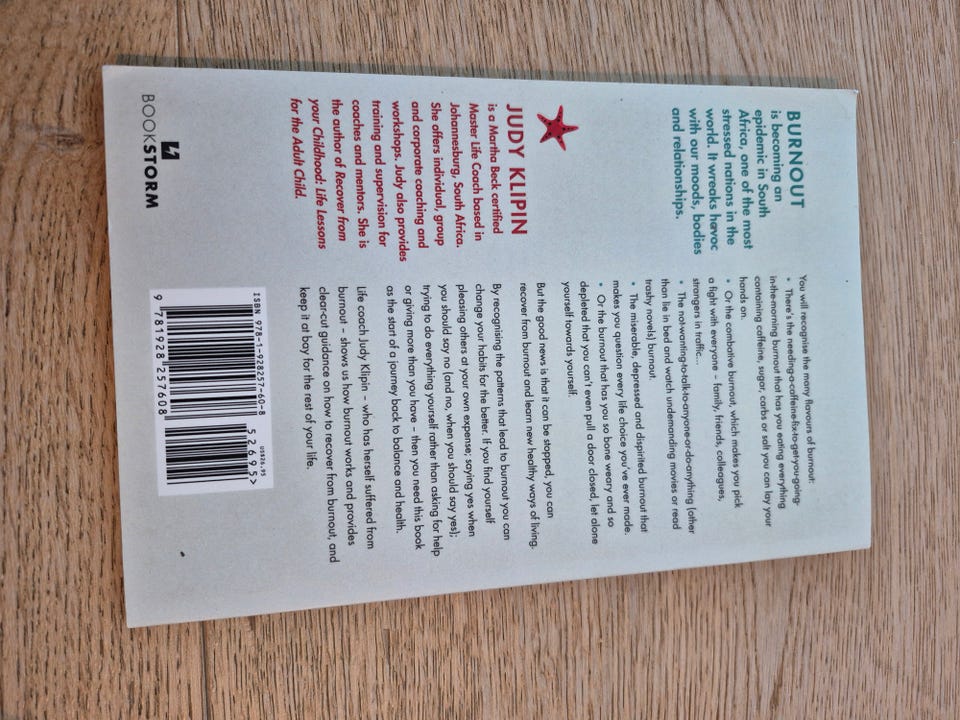 BURNOUT
is becoming an
epidemic in South
Africa, one of the most
stressed nations in the
world. It wreaks havoc
with our moods, bodies
and relationships.
JUDY KLIPIN
is a Martha Beck certified
Master Life Coach based in
Johannesburg, South Africa.
She offers individual, group
and corporate coaching and
workshops. Judy also provides
training and supervision for
coaches and mentors. She is
the author of Recover from
your Childhood: Life Lessons
for the Adult Child.
BOOKSTORM
You will recognise the many flavours of burnout:
• There's the needing-a-caffeine-fix-to-get-you-going-
in-the-morning burnout that has you eating everything
containing caffeine, sugar, carbs or salt you can lay your
hands on.
• Or the combative burnout, which makes you pick
a fight with everyone – family, friends, colleagues,
strangers in traffic...
• The not-wanting-to-talk-to-anyone-or-do-anything (other
than lie in bed and watch undemanding movies or read
trashy novels) burnout.
• The miserable, depressed and dispirited burnout that
makes you question every life choice you've ever made.
• Or the burnout that has you so bone weary and so
depleted that you can't even pull a door closed, let alone
yourself towards yourself.
But the good news is that it can be stopped, you can
recover from burnout and learn new healthy ways of living.
By recognising the patterns that lead to burnout you can
change your habits for the better. If you find yourself
pleasing others at your own expense; saying yes when
you should say no (and no, when you should say yes);
trying to do everything yourself rather than asking for help
or giving more than you have – then you need this book
as the start of a journey back to balance and health.
Life coach Judy Klipin – who has herself suffered from
burnout – shows us how burnout works and provides
clear-cut guidance on how to recover from burnout, and
keep it at bay for the rest of your life.
ISBN 978-1-928257-60-8
9 781928 257608
US$26.95
5 2 6 9 5 >